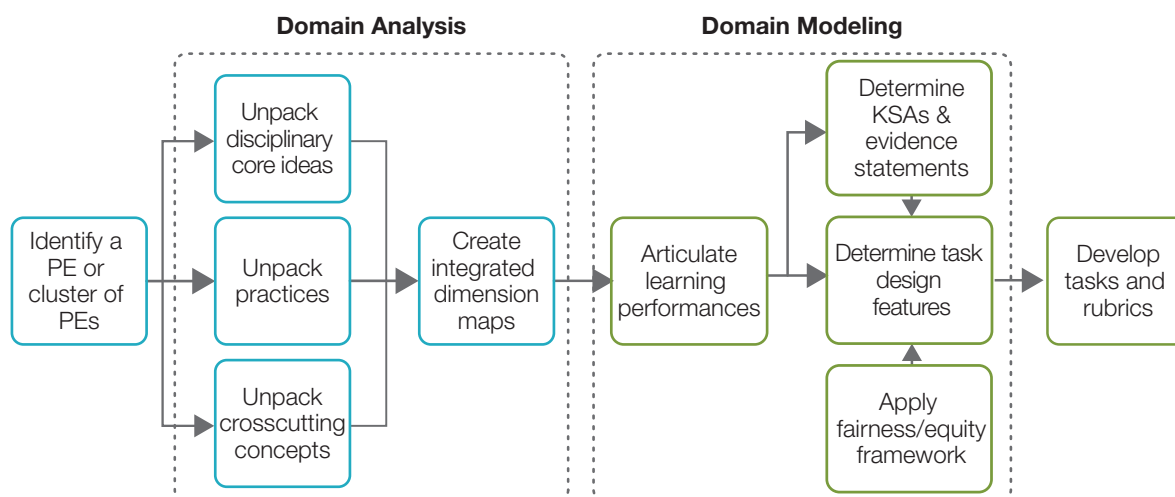 Domain Analysis
Domain Modeling
Identify a
PE or
cluster of
PEs
Unpack
disciplinary
core ideas
Unpack
practices
Unpack
crosscutting
concepts
Create
integrated
dimension
maps
Articulate
learning
performances
Determine
KSAs &
evidence
statements
Determine task
design
features
Apply
fairness/equity
framework
Develop
tasks and
rubrics